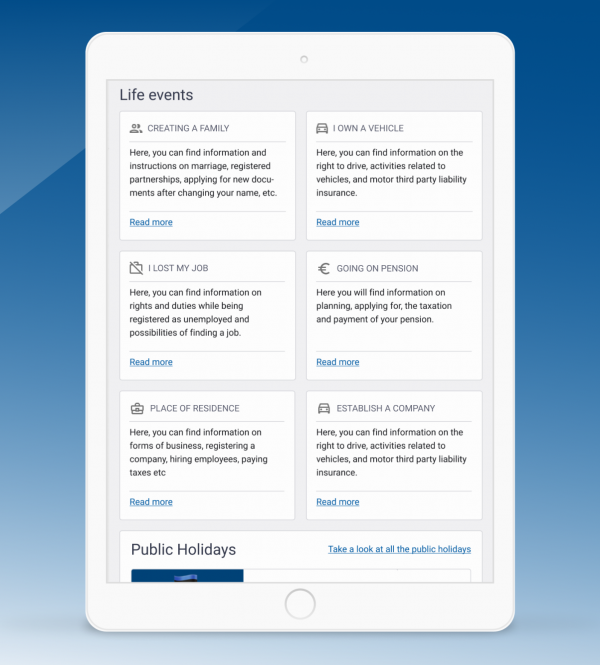 Life events
CREATING A FAMILY
Here, you can find information and
instructions on marriage, registered
partnerships, applying for new docu-
ments after changing your name, etc.
Read more
I OWN A VEHICLE
Here, you can find information on the
right to drive, activities related to
vehicles, and motor third party liability
insurance.
Read more
I LOST MY JOB
Here, you can find information on
rights and duties while being
registered as unemployed and
possibilities of finding a job.
Read more
GOING ON PENSION
Here you will find information on
planning, applying for, the taxation
and payment of your pension.
Read more
PLACE OF RESIDENCE
Here, you can find information on
forms of business, registering a
company, hiring employees, paying
taxes etc
Read more
ESTABLISH A COMPANY
Here, you can find information on the
right to drive, activities related to
vehicles, and motor third party liability
insurance.
Read more
Public Holidays
Take a look at all the public holidays